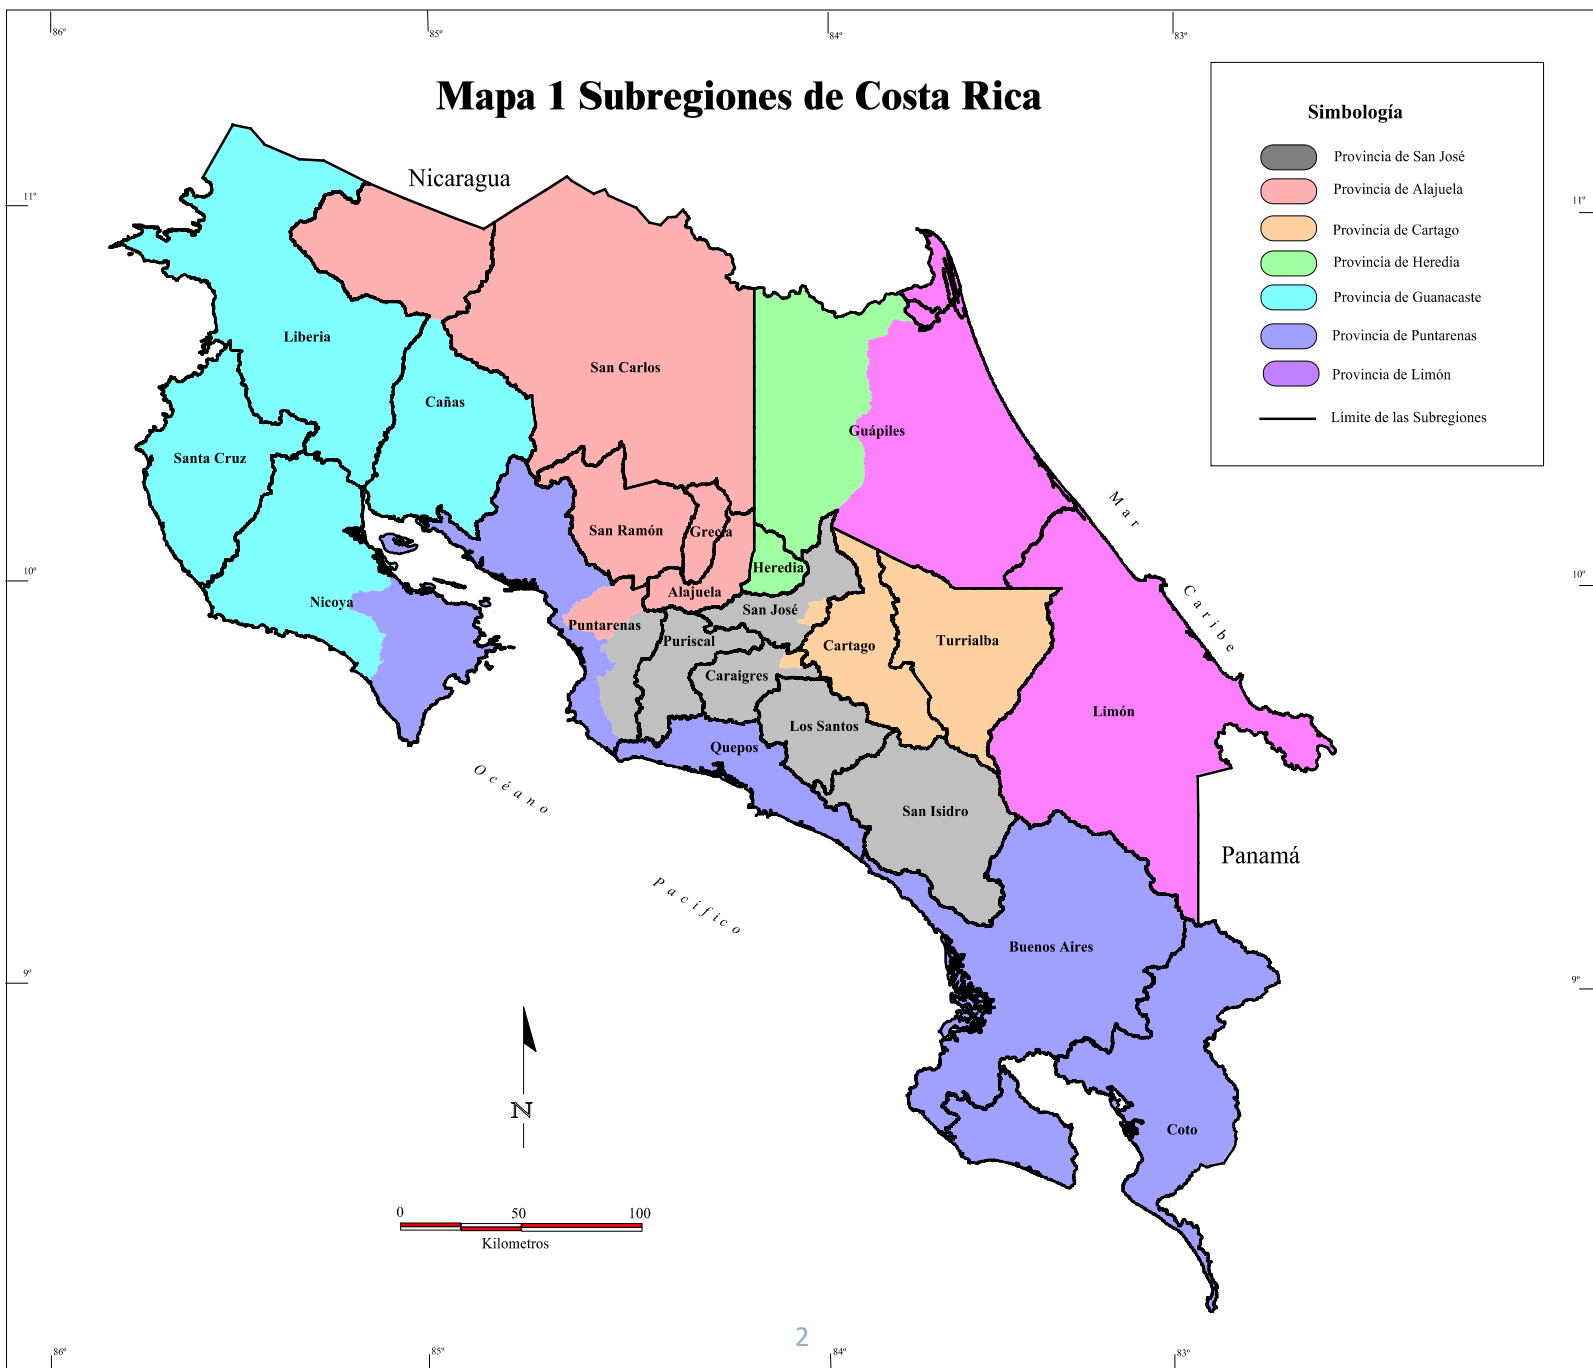 86°
85°
84°
83°
Mapa 1 Subregiones de Costa Rica
Simbología
Provincia de San José
Provincia de Alajuela
Provincia de Cartago
Provincia de Heredia
Provincia de Guanacaste
Provincia de Puntarenas
Provincia de Limón
Límite de las Subregiones
Nicaragua
11°
11°
Liberia
San Carlos
Cañas
Guápiles
Santa Cruz
Mar
Caribe
San Ramón
Grecia
Heredia
10°
10°
Alajuela
Nicoya
San José
Puntarenas
Puriscal
Cartago
Turrialba
Caraigres
Limón
Los Santos
Quepos
Océano
San Isidro
Panamá
Pacífico
Buenos Aires
9°
9°
N
Coto
0 50 100
Kilometros
2
86°
85°
84°
83°